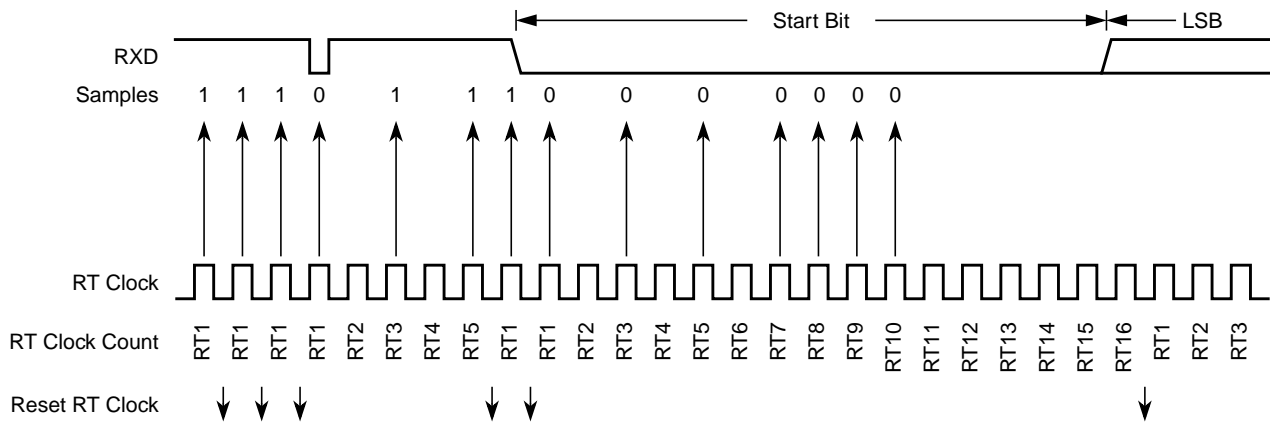 Start Bit LSB
RXD
Samples 1 1 1 0 1 1 1 0 0 0 0 0 0 0
RT Clock
RT Clock Count RT1 RT1 RT1 RT1 RT2 RT3 RT4 RT5 RT1 RT1 RT2 RT3 RT4 RT5 RT6 RT7 RT8 RT9 RT10 RT11 RT12 RT13 RT14 RT15 RT16 RT1 RT2 RT3
Reset RT Clock